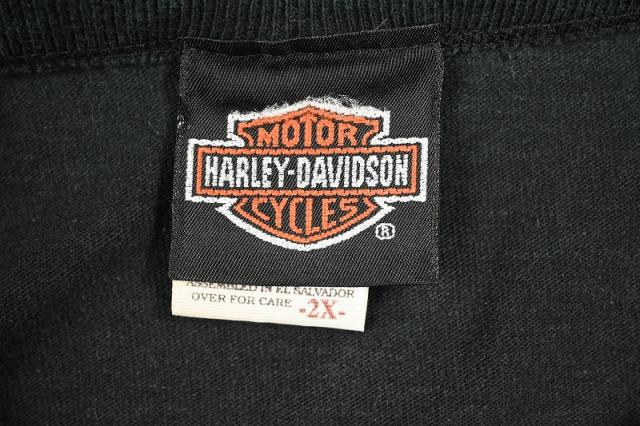 MOTOR
HARLEY-DAVIDSON
CYCLES
®
ASSEMBLED IN EL SALVADOR
OVER FOR CARE -2X-